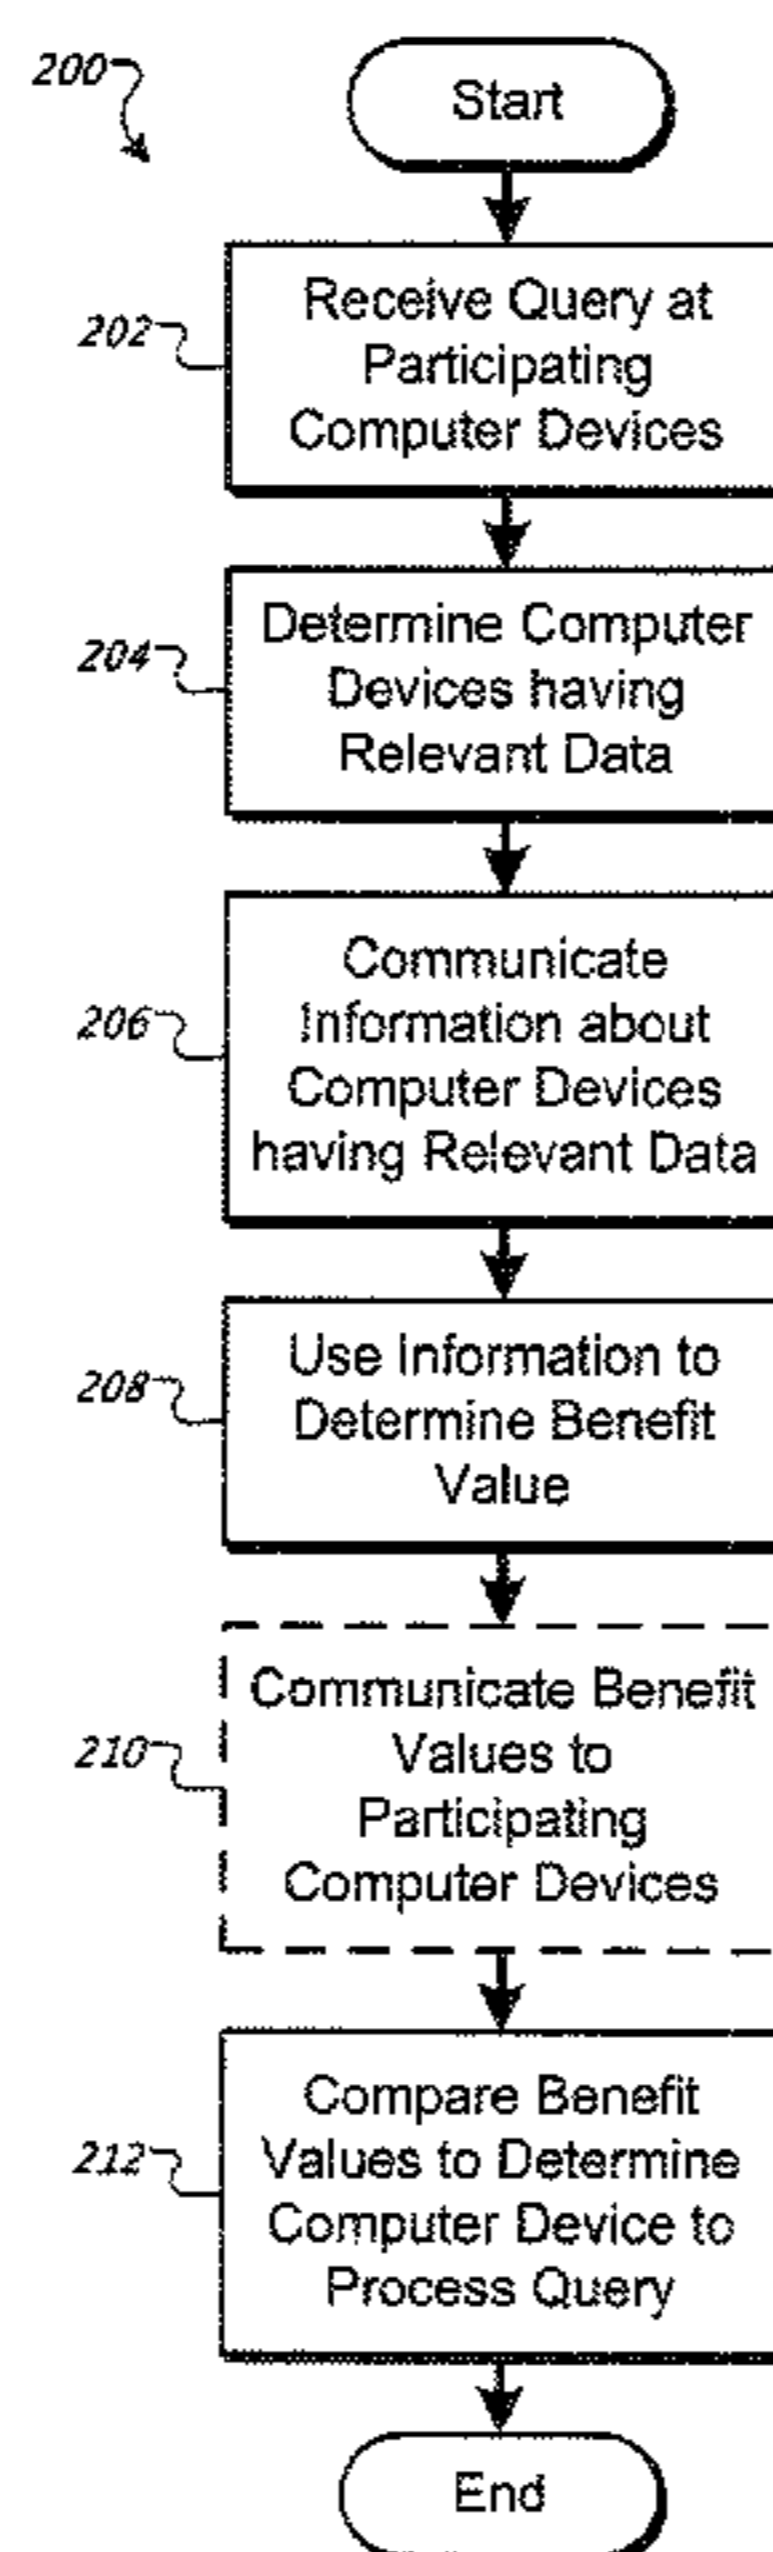 200
Start
202
Receive Query at
Participating
Computer Devices
204
Determine Computer
Devices having
Relevant Data
206
Communicate
Information about
Computer Devices
having Relevant Data
208
Use Information to
Determine Benefit
Value
210
Communicate Benefit
Values to
Participating
Computer Devices
212
Compare Benefit
Values to Determine
Computer Device to
Process Query
End